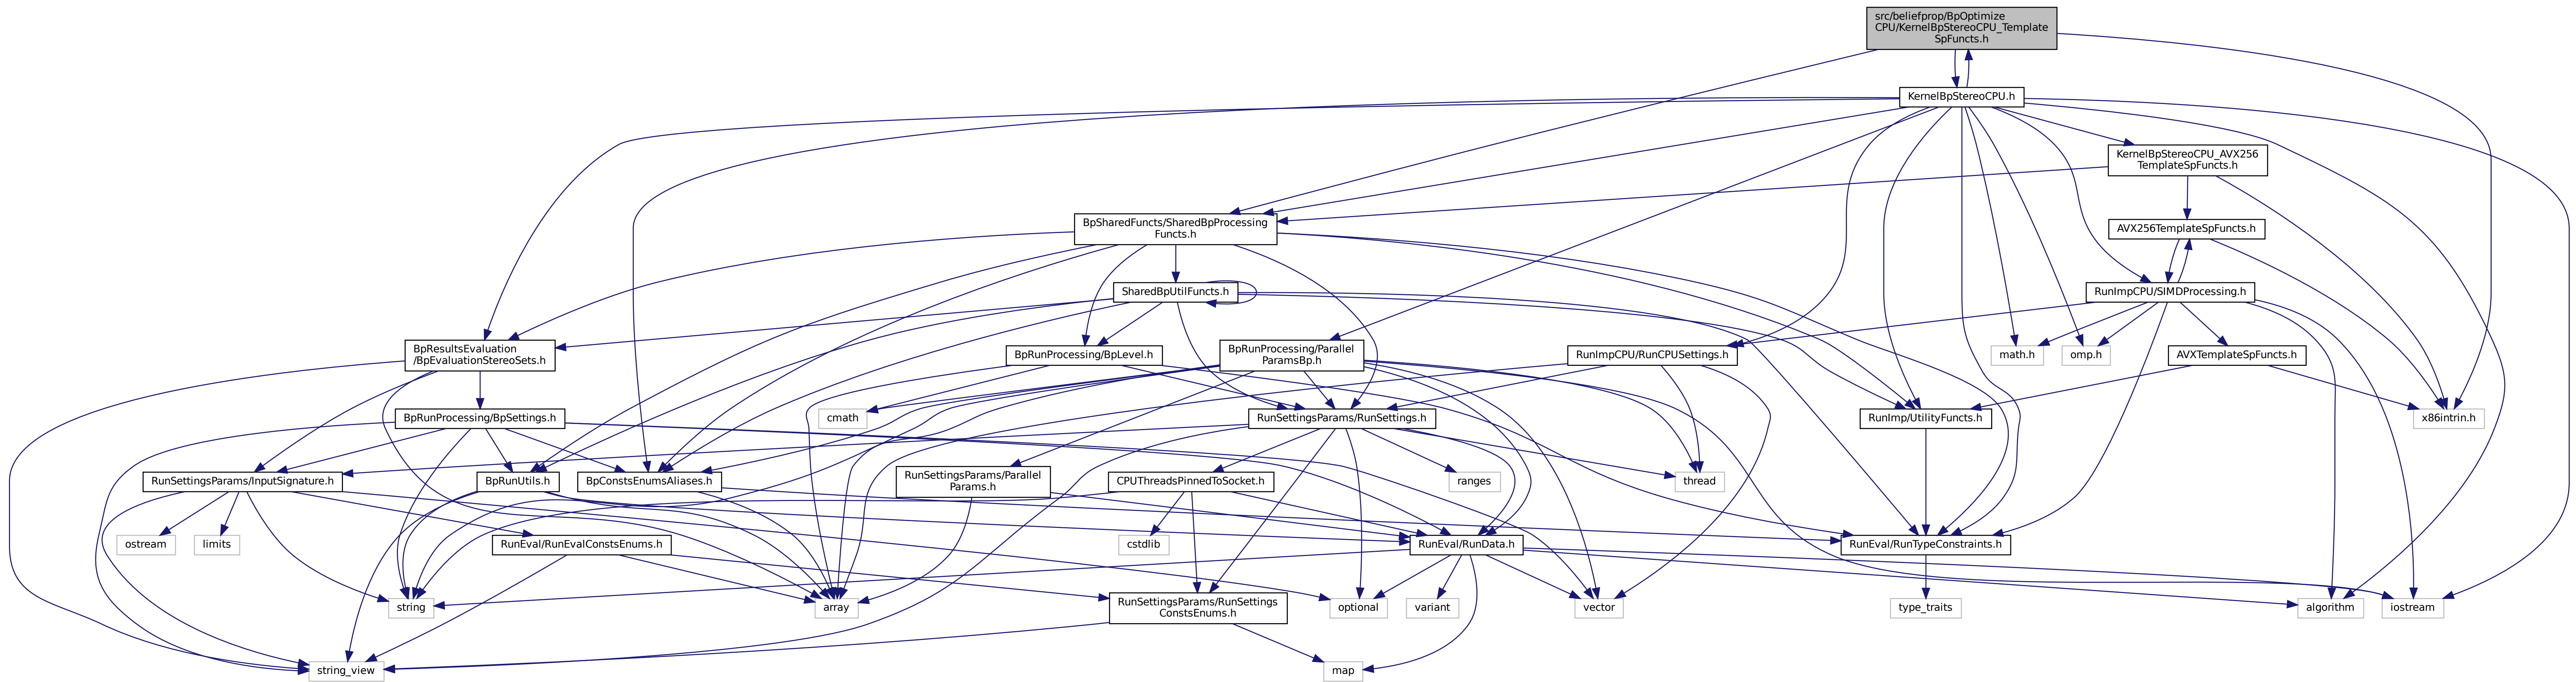 src/beliefprop/BpOptimize
CPU/KernelBpStereoCPU_Template
SpFuncts.h
KernelBpStereoCPU.h
KernelBpStereoCPU_AVX256
TemplateSpFuncts.h
BpSharedFuncts/SharedBpProcessing
Functs.h
AVX256TemplateSpFuncts.h
SharedBpUtilFuncts.h
RunImpCPU/SIMDProcessing.h
BpResultsEvaluation
/BpEvaluationStereoSets.h
BpRunProcessing/BpLevel.h
BpRunProcessing/Parallel
ParamsBp.h
RunImpCPU/RunCPUSettings.h
math.h
omp.h
AVXTemplateSpFuncts.h
BpRunProcessing/BpSettings.h
cmath
RunSettingsParams/RunSettings.h
RunImp/UtilityFuncts.h
x86intrin.h
RunSettingsParams/InputSignature.h
BpRunUtils.h
BpConstsEnumsAliases.h
RunSettingsParams/Parallel
Params.h
CPUThreadsPinnedToSocket.h
ranges
thread
ostream
limits
RunEval/RunEvalConstsEnums.h
cstdlib
RunEval/RunData.h
RunEval/RunTypeConstraints.h
string
array
RunSettingsParams/RunSettings
ConstsEnums.h
optional
variant
vector
type_traits
algorithm
iostream
string_view
map